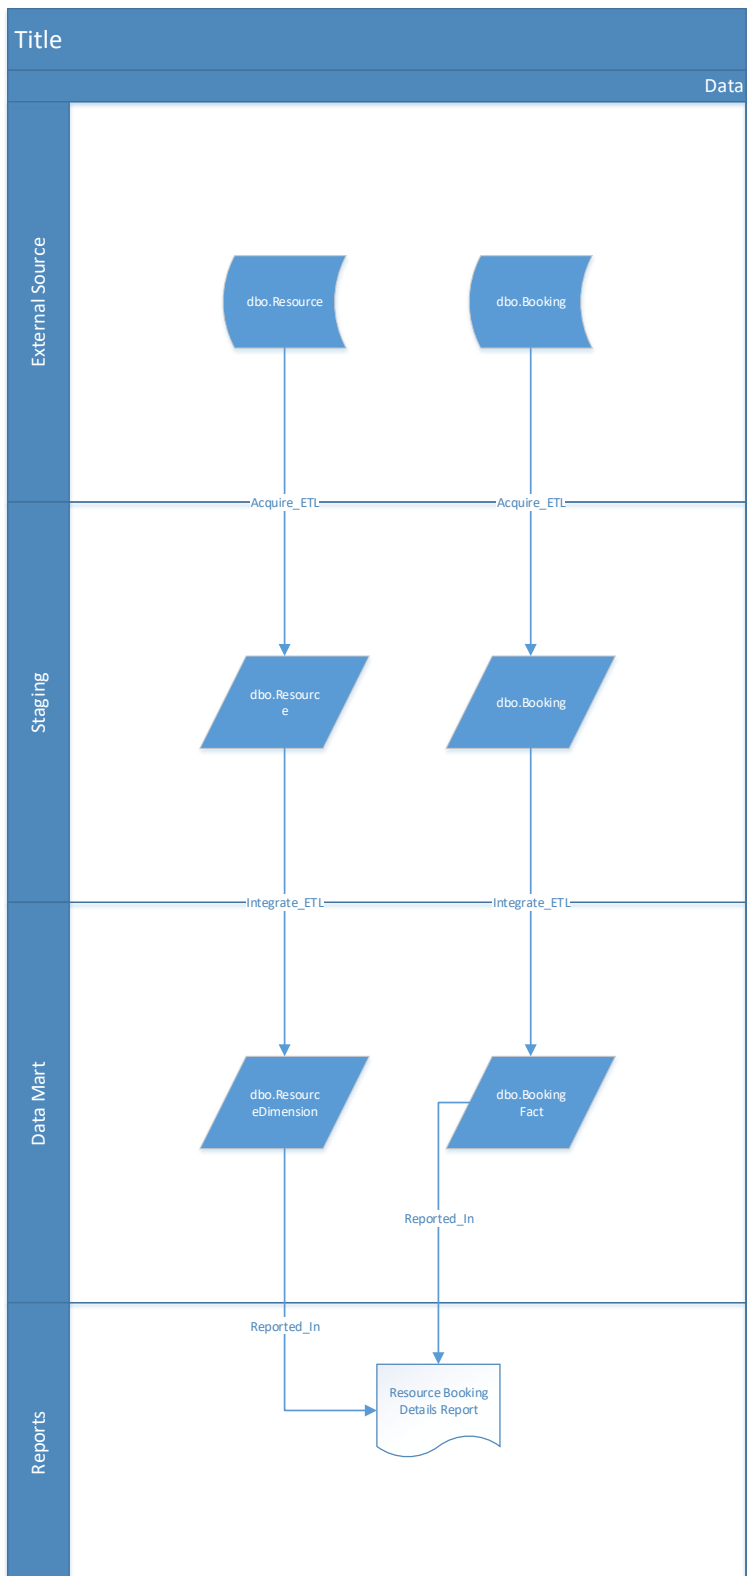 Title
Data
External Source
dbo.Resource
dbo.Booking
Acquire_ETL
Acquire_ETL
Staging
dbo.Resourc
e
dbo.Booking
Integrate_ETL
Integrate_ETL
Data Mart
dbo.Resourc
eDimension
dbo.Booking
Fact
Reported_In
Reported_In
Reports
Resource Booking
Details Report